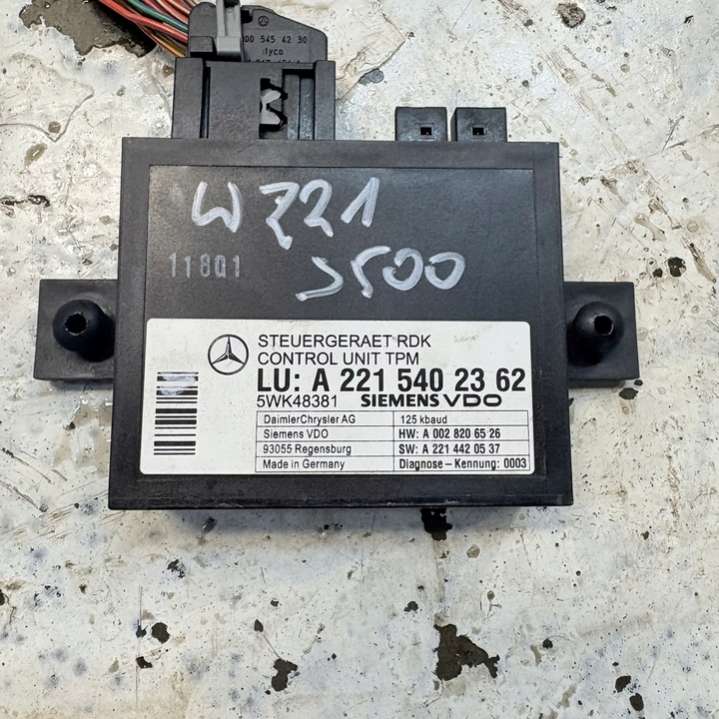 00 545 42 30
tyco
W 221
11801
S500
STEUERGERAET RDK
CONTROL UNIT TPM
LU: A 221 540 23 62
5WK48381 SIEMENS VDO
DaimlerChrysler AG 125 kbaud
Siemens VDO HW: A 002 820 65 26
93055 Regensburg SW: A 221 442 05 37
Made in Germany Diagnose - Kennung: 0003